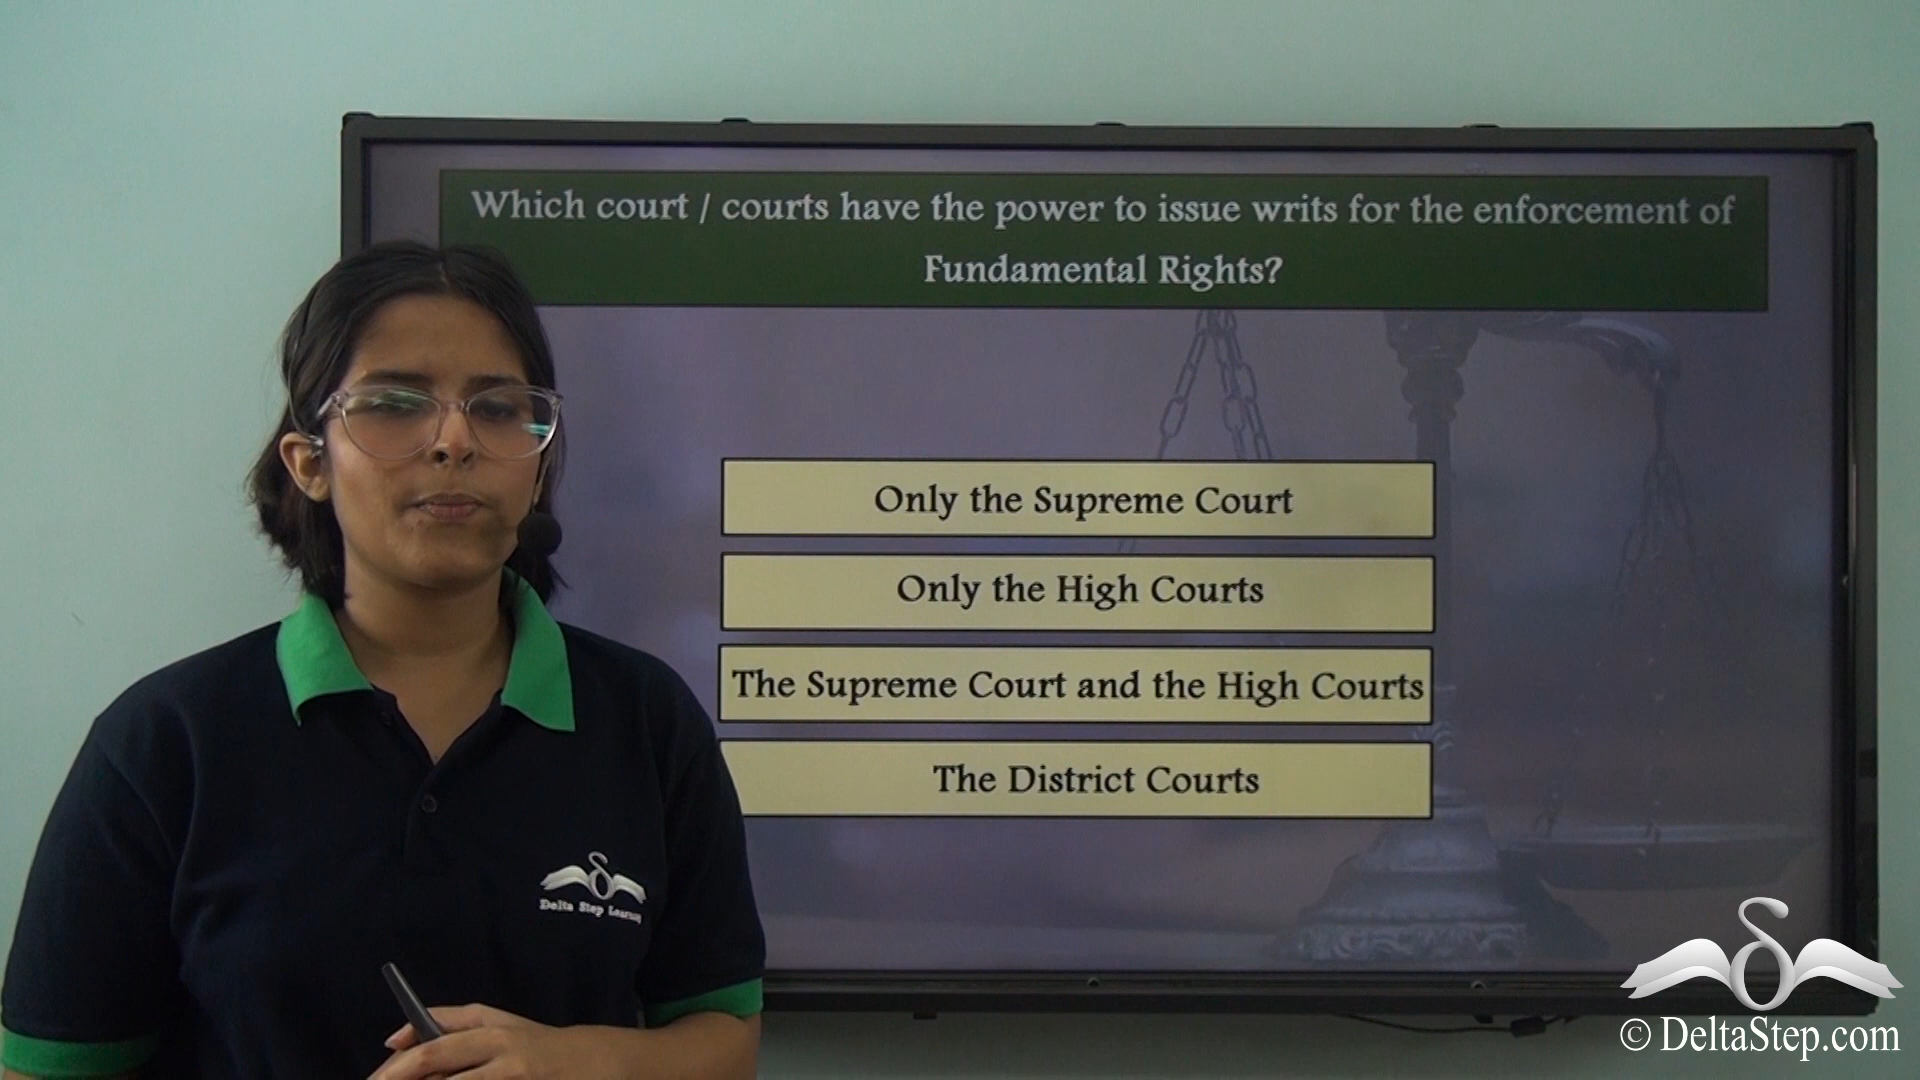 Which court / courts have the power to issue writs for the enforcement of
Fundamental Rights?
Only the Supreme Court
Only the High Courts
The Supreme Court and the High Courts
The District Courts
Delta Step Learning
© DeltaStep.com